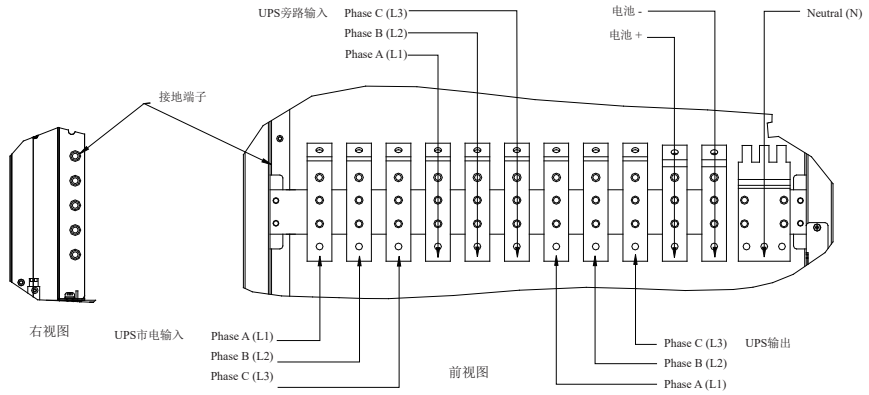 UPS旁路输入 Phase C (L3)
Phase B (L2)
Phase A (L1)
电池 -
电池 +
Neutral (N)
接地端子
右视图
UPS市电输入 Phase A (L1)
Phase B (L2)
Phase C (L3)
前视图
Phase C (L3) UPS输出
Phase B (L2)
Phase A (L1)